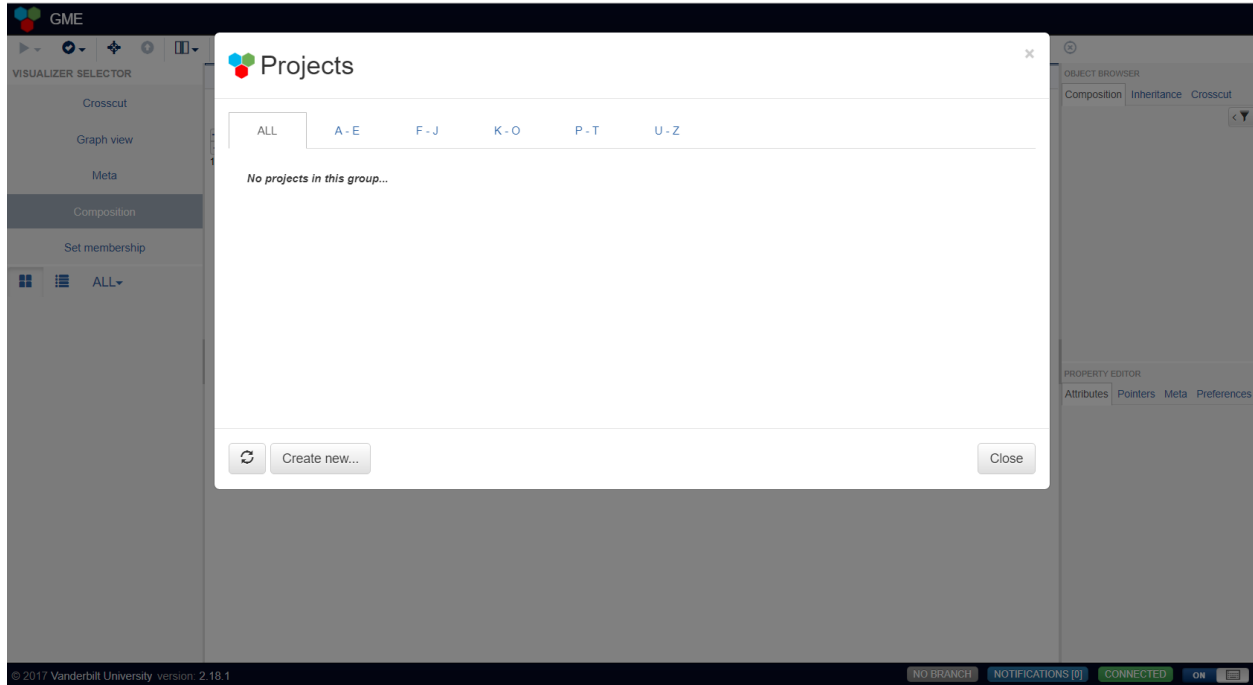 GME
VISUALIZER SELECTOR
Crosscut
Graph view
Meta
Composition
Set membership
ALL
Projects
×
ALL A - E F - J K - O P - T U - Z
No projects in this group...
Create new...
Close
OBJECT BROWSER
Composition Inheritance Crosscut
PROPERTY EDITOR
Attributes Pointers Meta Preferences
© 2017 Vanderbilt University version: 2.18.1
NO BRANCH NOTIFICATIONS [0] CONNECTED ON